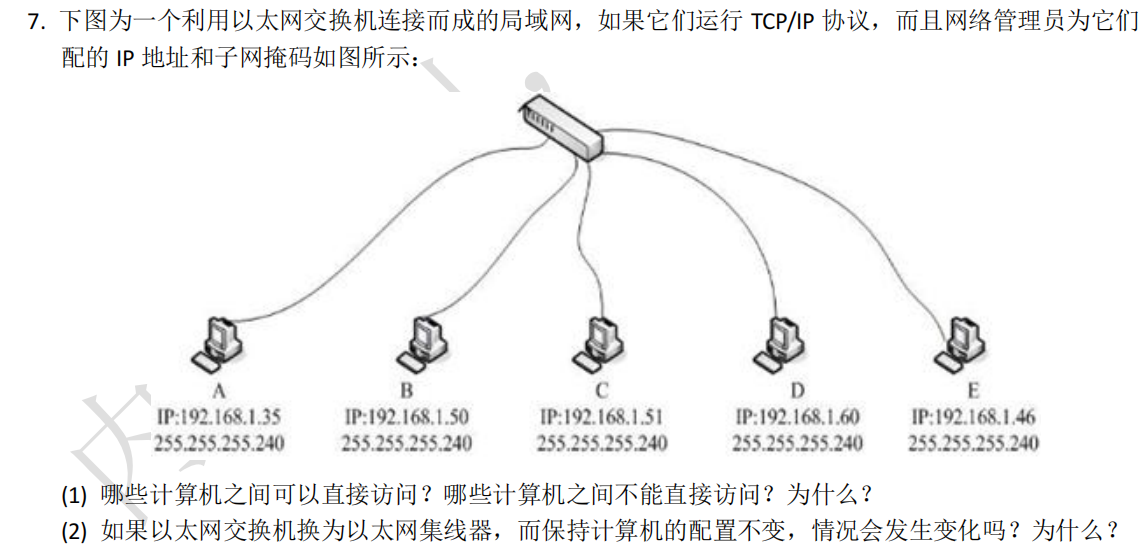 7. 下图为一个利用以太网交换机连接而成的局域网，如果它们运行 TCP/IP 协议，而且网络管理员为它们
配的 IP 地址和子网掩码如图所示：
A
IP:192.168.1.35
255.255.255.240
B
IP:192.168.1.50
255.255.255.240
C
IP:192.168.1.51
255.255.255.240
D
IP:192.168.1.60
255.255.255.240
E
IP:192.168.1.46
255.255.255.240
(1) 哪些计算机之间可以直接访问？哪些计算机之间不能直接访问？为什么？
(2) 如果以太网交换机换为以太网集线器，而保持计算机的配置不变，情况会发生变化吗？为什么？